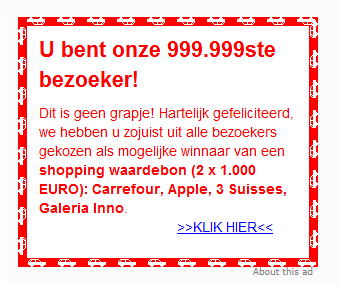 U bent onze 999.999ste
bezoeker!
Dit is geen grapje! Hartelijk gefeliciteerd,
we hebben u zojuist uit alle bezoekers
gekozen als mogelijke winnaar van een
shopping waardebon (2 x 1.000
EURO): Carrefour, Apple, 3 Suisses,
Galeria Inno.
>>KLIK HIER<<
About this ad